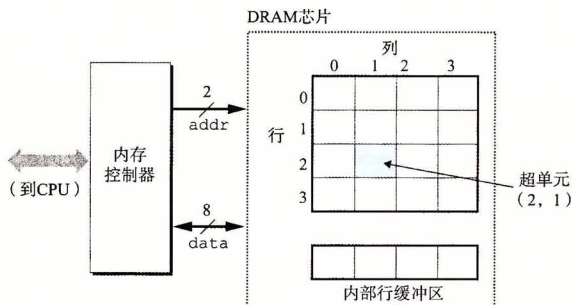 DRAM芯片
列
0 1 2 3
2
addr
0
1
行
2
3
内存
控制器
(到CPU)
超单元
(2, 1)
8
data
内部行缓冲区